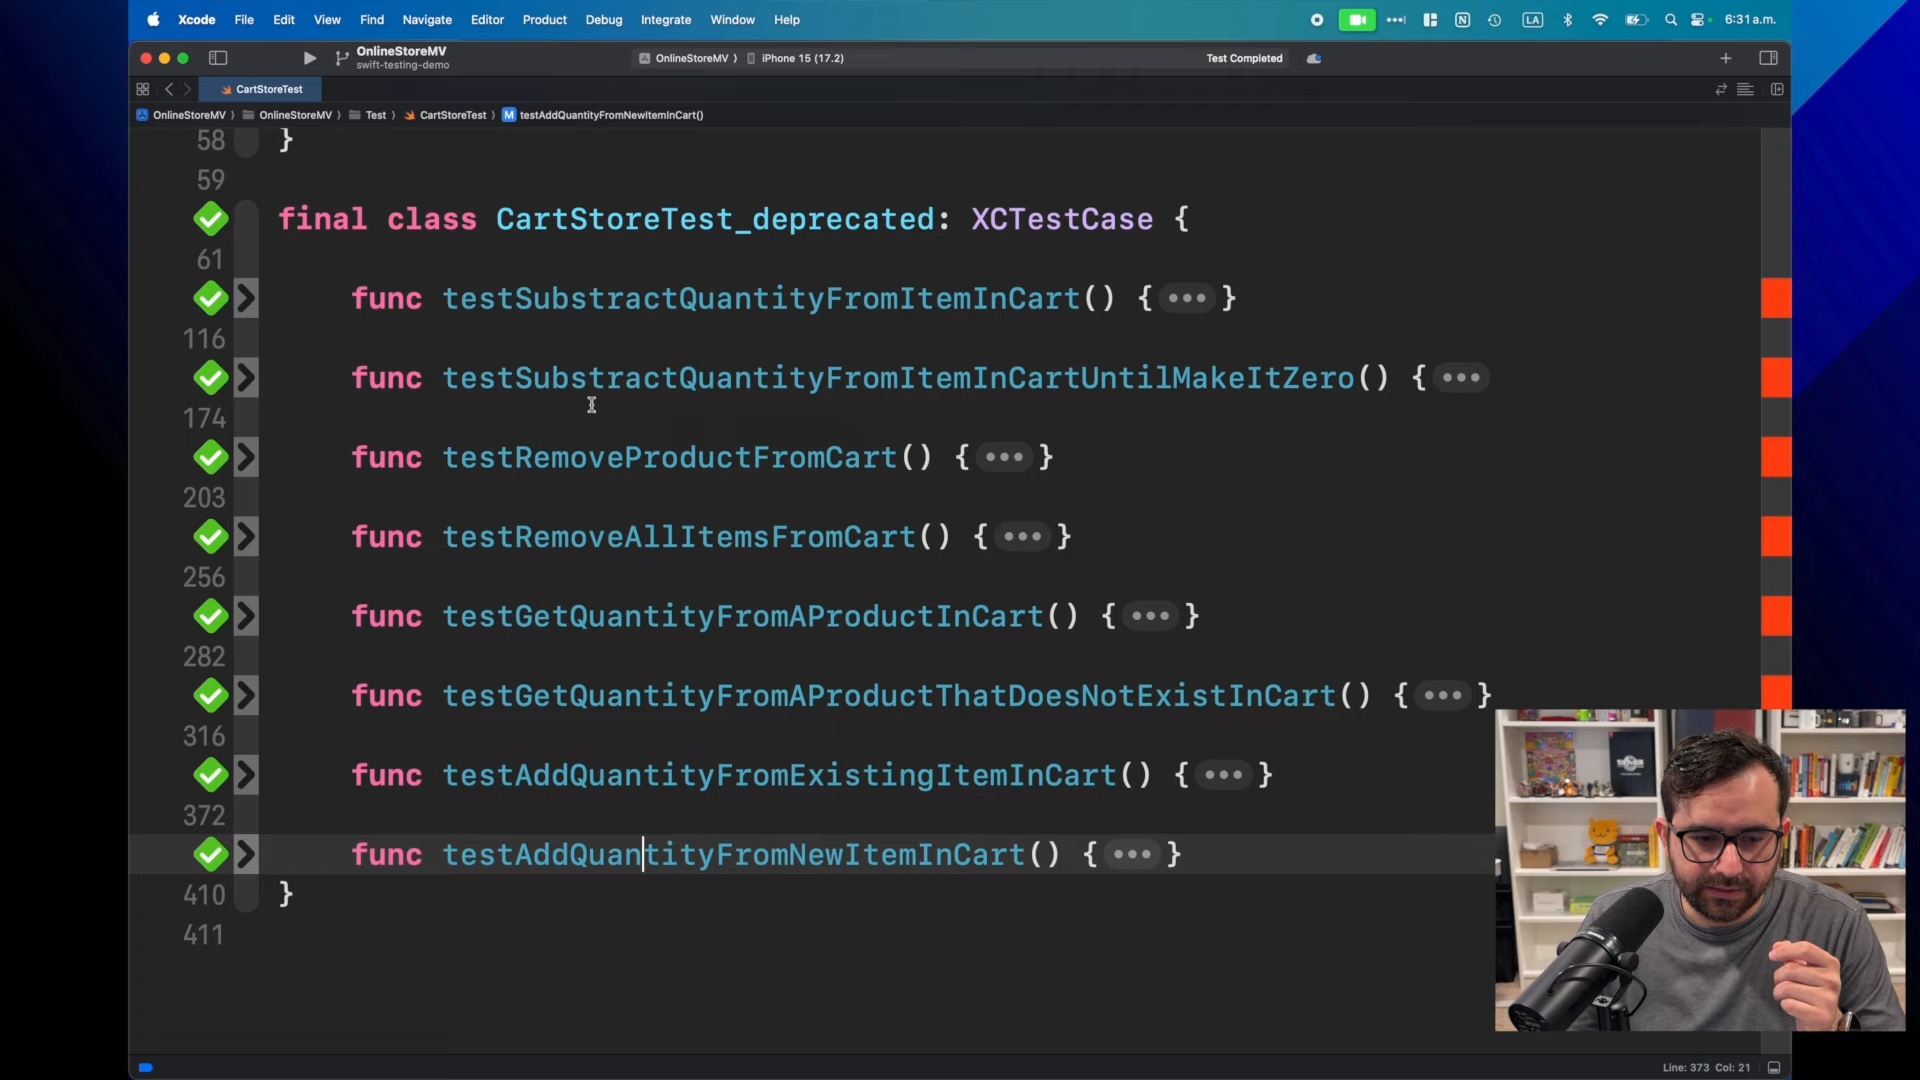 Xcode File Edit View Find Navigate Editor Product Debug Integrate Window Help LA 6:31 a.m.
OnlineStoreMV
swift-testing-demo
OnlineStoreMV iPhone 15 (17.2) Test Completed
CartStoreTest
OnlineStoreMV OnlineStoreMV Test CartStoreTest M testAddQuantityFromNewItemInCart()
58 }
59
final class CartStoreTest_deprecated: XCTestCase {
61
func testSubstractQuantityFromItemInCart() {•••}
116
func testSubstractQuantityFromItemInCartUntilMakeItZero() {•••
174
func testRemoveProductFromCart() {•••}
203
func testRemoveAllItemsFromCart() {•••}
256
func testGetQuantityFromAProductInCart() {•••}
282
func testGetQuantityFromAProductThatDoesNotExistInCart() {•••}
316
func testAddQuantityFromExistingItemInCart() {•••}
372
func testAddQuantityFromNewItemInCart() {•••}
410 }
411
Line: 373 Col: 21